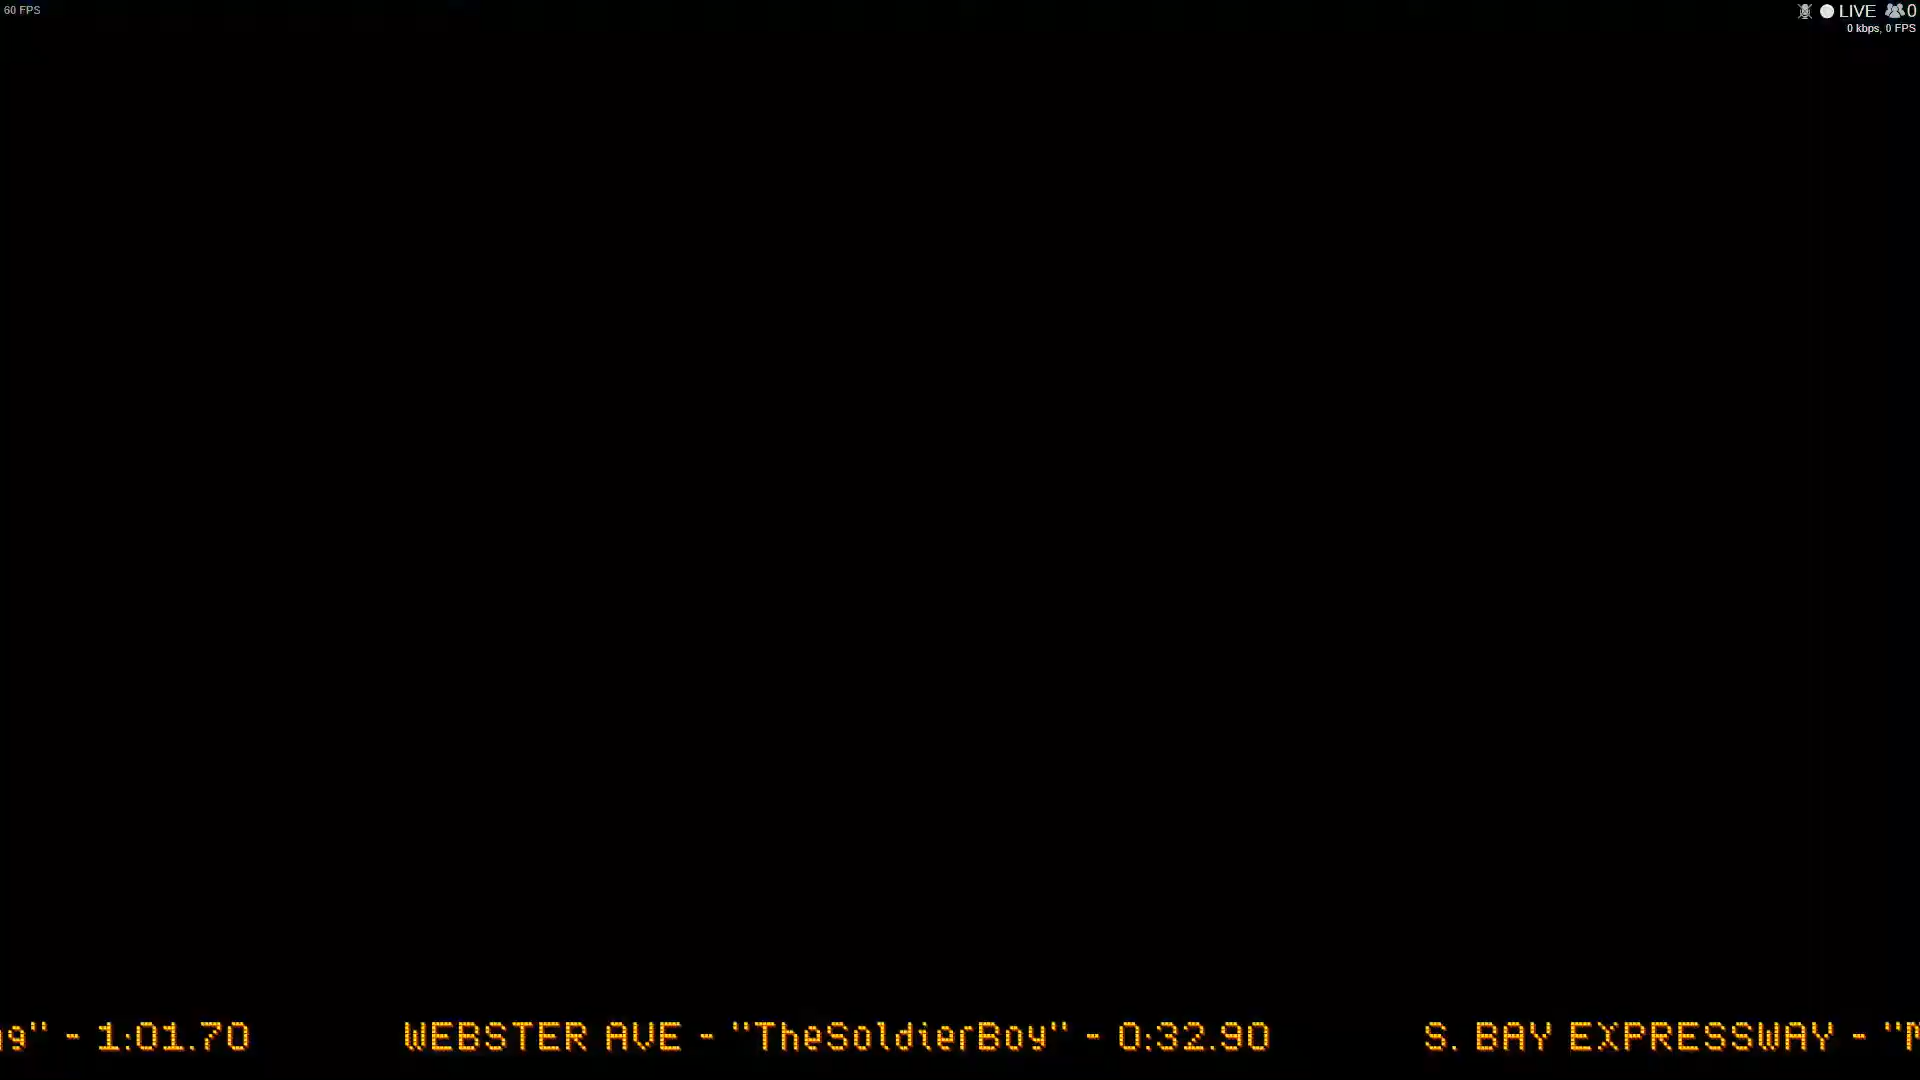 60 FPS
LIVE 0
0 kbps, 0 FPS
g" - 1:01.70 WEBSTER AVE - "TheSoldierBoy" - 0:32.90 S. BAY EXPRESSWAY - "